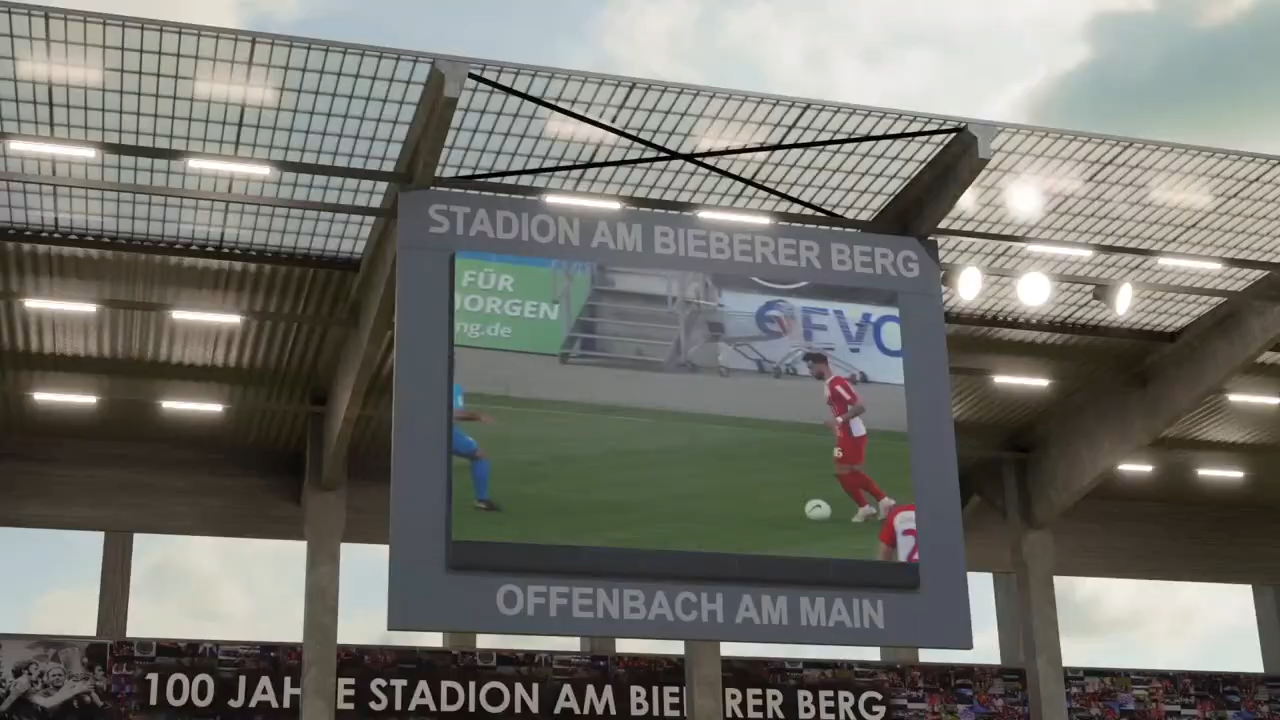 STADION AM BIEBERER BERG
FÜR
ORGEN
ng.de
EVO
OFFENBACH AM MAIN
100 JAHRE STADION AM BIEBERER BERG